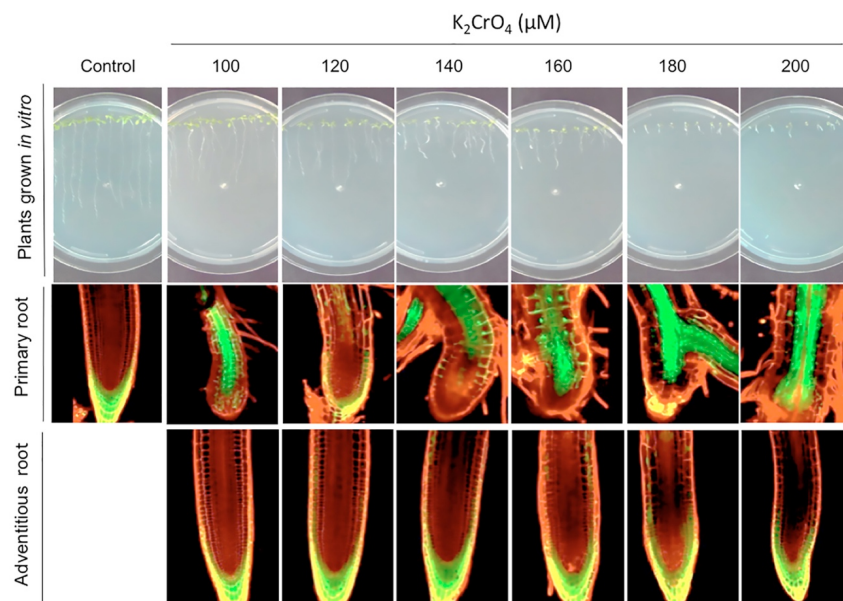 K₂CrO₄ (µM)
Control 100 120 140 160 180 200
Plants grown in vitro
Primary root
Adventitious root